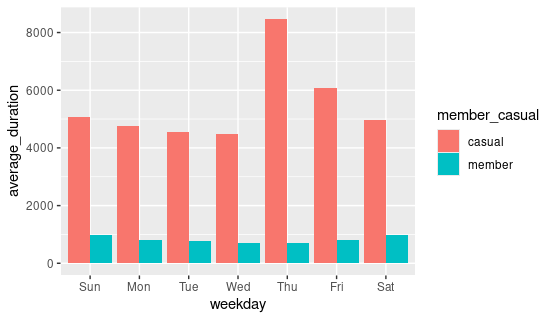 average_duration
8000
6000
4000
2000
0
Sun Mon Tue Wed Thu Fri Sat
weekday
member_casual
casual
member